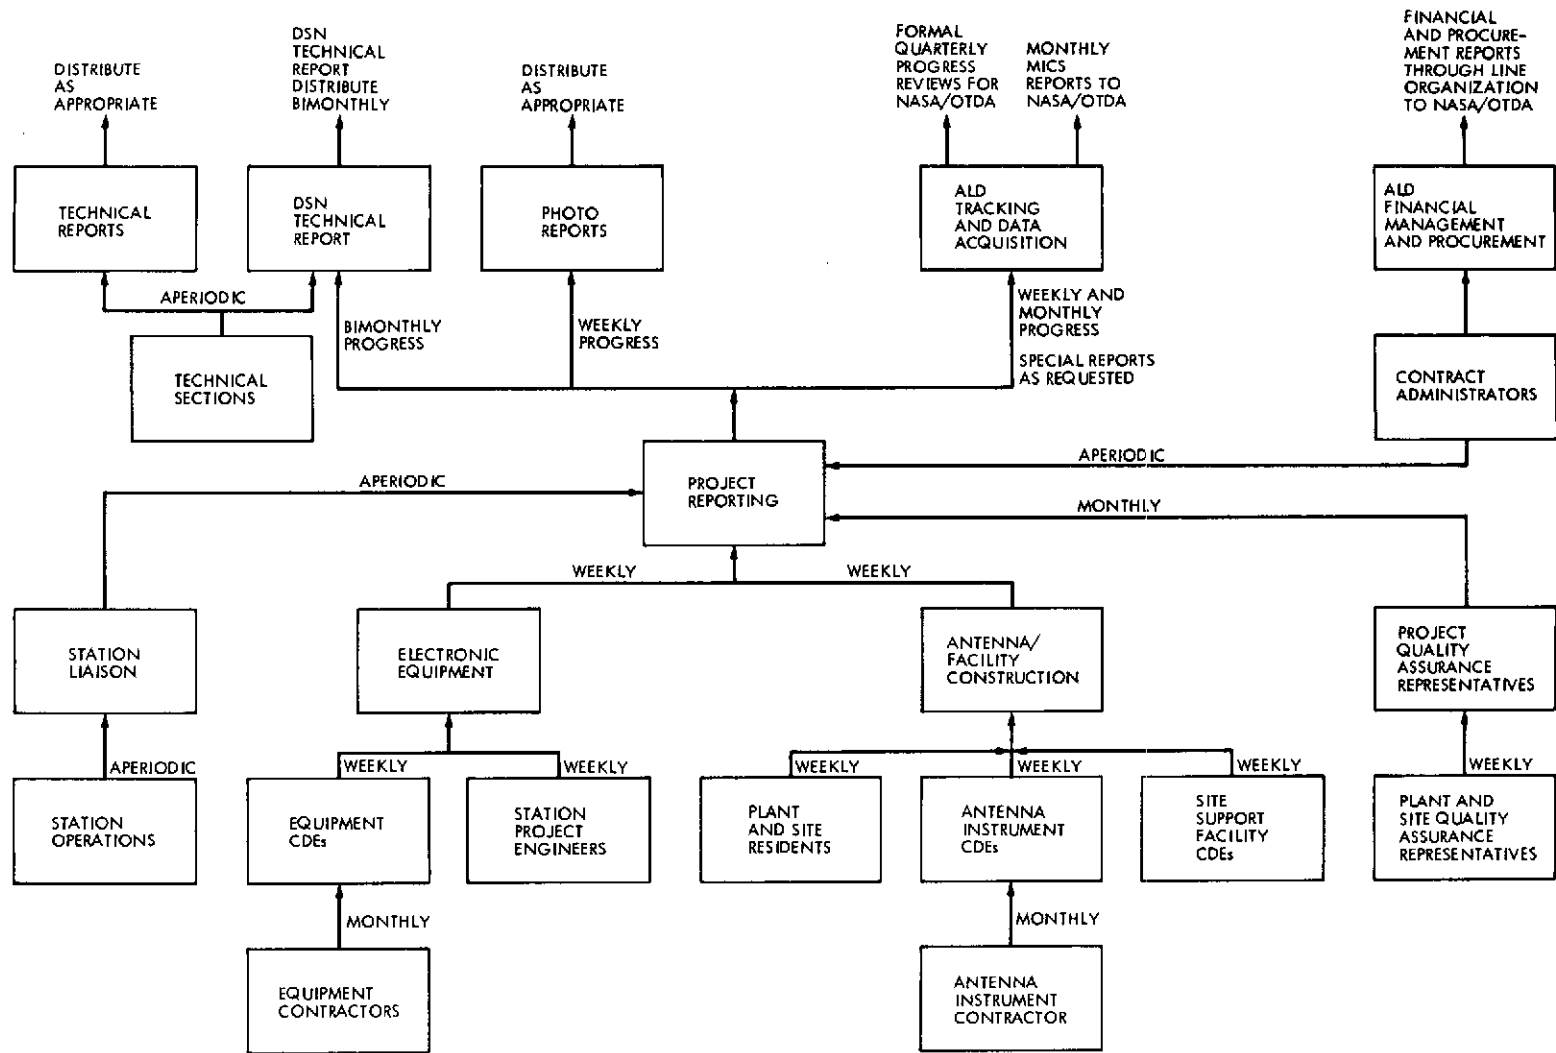 DISTRIBUTE
AS
APPROPRIATE
DSN
TECHNICAL
REPORT
DISTRIBUTE
BIMONTHLY
DISTRIBUTE
AS
APPROPRIATE
FORMAL
QUARTERLY
PROGRESS
REVIEWS FOR
NASA/OTDA
MONTHLY
MICS
REPORTS TO
NASA/OTDA
FINANCIAL
AND PROCURE-
MENT REPORTS
THROUGH LINE
ORGANIZATION
TO NASA/OTDA
TECHNICAL
REPORTS
DSN
TECHNICAL
REPORT
PHOTO
REPORTS
ALD
TRACKING
AND DATA
ACQUISITION
ALD
FINANCIAL
MANAGEMENT
AND PROCUREMENT
APERIODIC
BIMONTHLY
PROGRESS
WEEKLY
PROGRESS
WEEKLY AND
MONTHLY
PROGRESS
SPECIAL REPORTS
AS REQUESTED
TECHNICAL
SECTIONS
CONTRACT
ADMINISTRATORS
APERIODIC
PROJECT
REPORTING
APERIODIC
MONTHLY
WEEKLY
WEEKLY
STATION
LIAISON
ELECTRONIC
EQUIPMENT
ANTENNA/
FACILITY
CONSTRUCTION
PROJECT
QUALITY
ASSURANCE
REPRESENTATIVES
APERIODIC
WEEKLY
WEEKLY
WEEKLY
WEEKLY
WEEKLY
WEEKLY
STATION
OPERATIONS
EQUIPMENT
CDEs
STATION
PROJECT
ENGINEERS
PLANT
AND SITE
RESIDENTS
ANTENNA
INSTRUMENT
CDEs
SITE
SUPPORT
FACILITY
CDEs
PLANT AND
SITE QUALITY
ASSURANCE
REPRESENTATIVES
MONTHLY
MONTHLY
EQUIPMENT
CONTRACTORS
ANTENNA
INSTRUMENT
CONTRACTOR